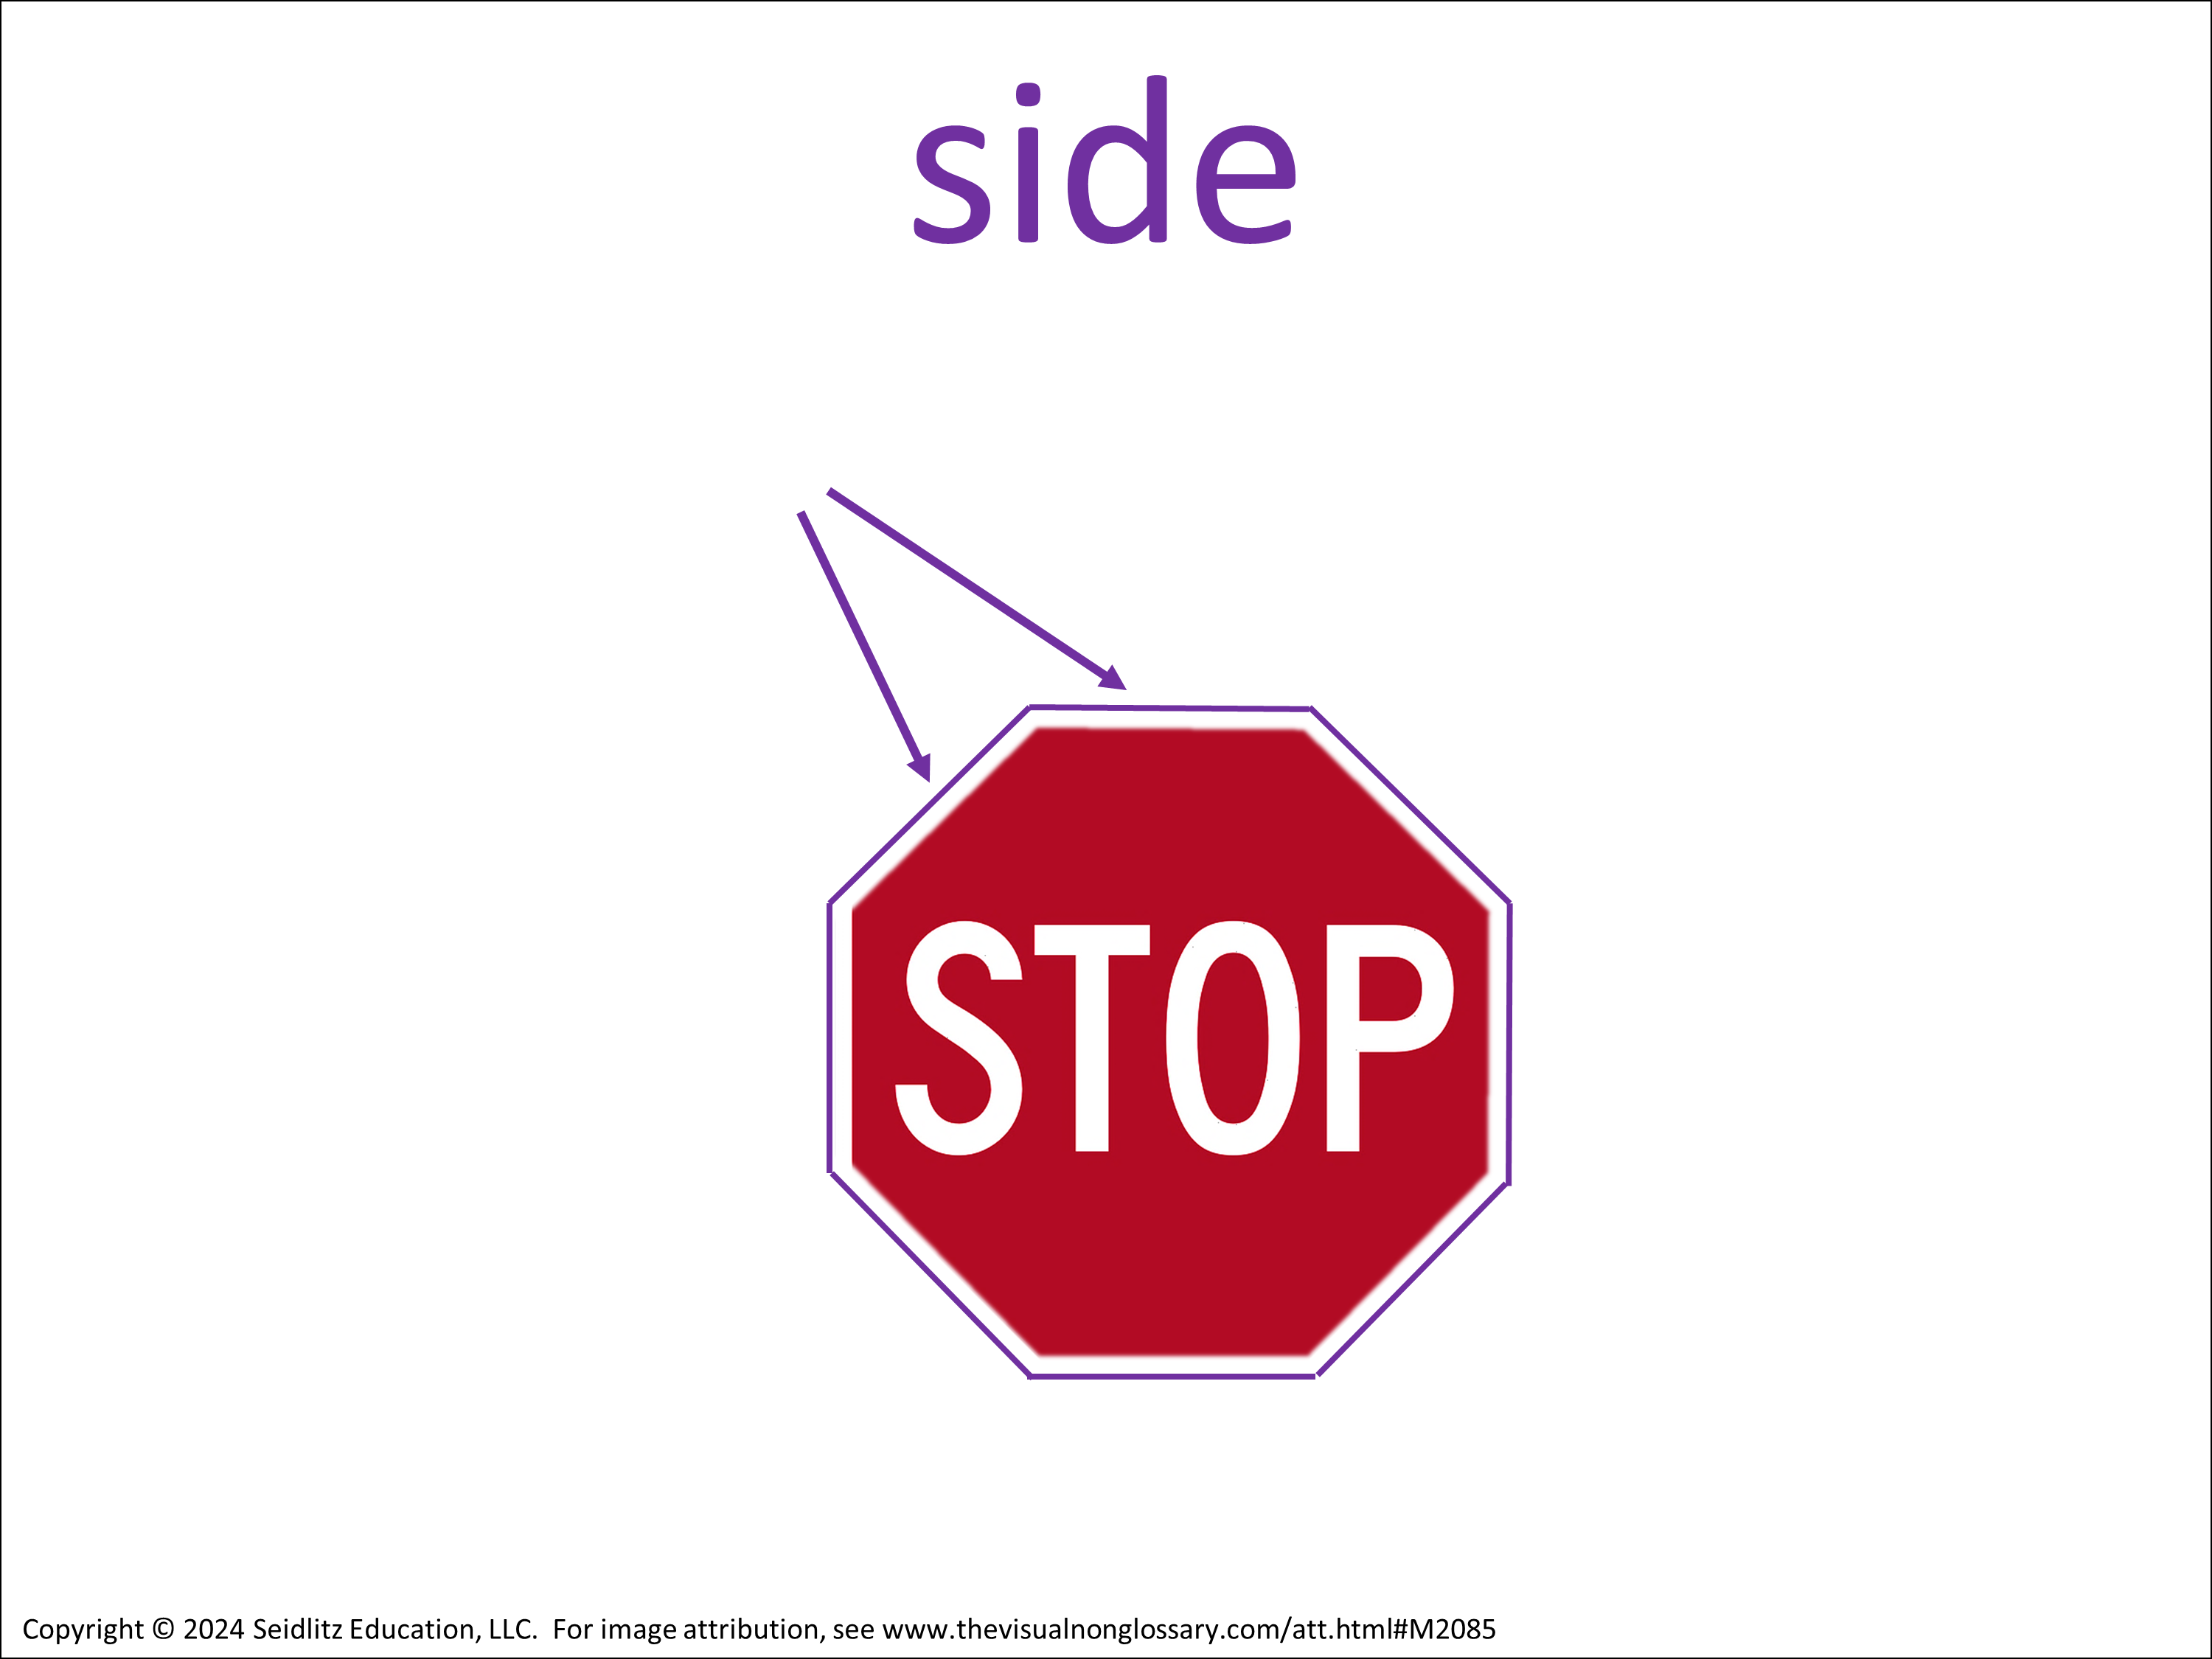 side
STOP
Copyright © 2024 Seidlitz Education, LLC.  For image attribution, see www.thevisualnonglossary.com/att.html#M2085